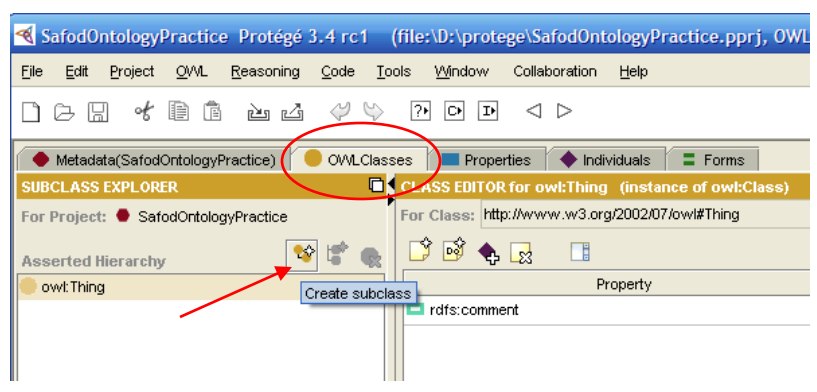 SafodOntologyPractice Protégé 3.4 rc1 (file:\D:\protege\SafodOntologyPractice.pprj, OWL
File Edit Project OWL Reasoning Code Tools Window Collaboration Help
Metadata(SafodOntologyPractice) OWLClasses Properties Individuals Forms
SUBCLASS EXPLORER
CLASS EDITOR for owl:Thing (instance of owl:Class)
For Project: SafodOntologyPractice
For Class: http://www.w3.org/2002/07/owl#Thing
Asserted Hierarchy
owl:Thing
Create subclass
Property
rdfs:comment